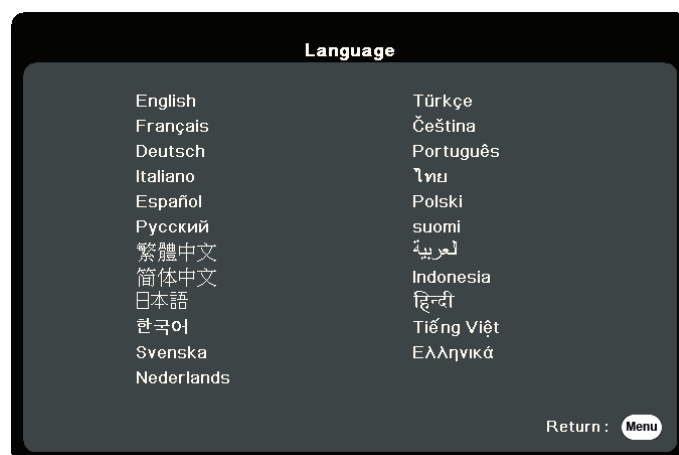 Language
English
Français
Deutsch
Italiano
Español
Русский
繁體中文
简体中文
日本語
한국어
Svenska
Nederlands
Türkçe
Čeština
Português
ไทย
Polski
suomi
العربية
Indonesia
हिन्दी
Tiếng Việt
Ελληνικά
Return : Menu